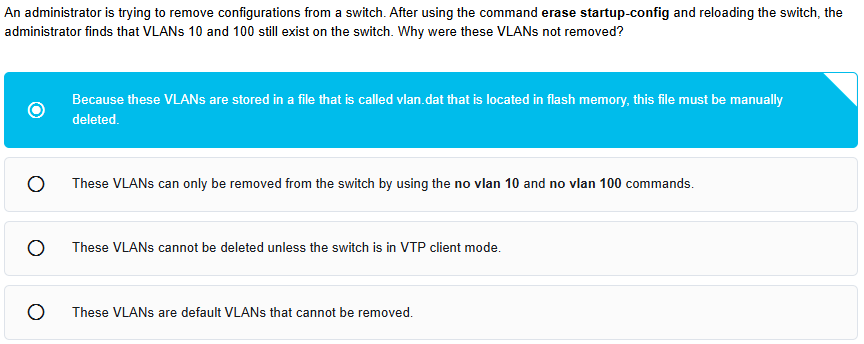 An administrator is trying to remove configurations from a switch. After using the command erase startup-config and reloading the switch, the
administrator finds that VLANs 10 and 100 still exist on the switch. Why were these VLANs not removed?
Because these VLANs are stored in a file that is called vlan.dat that is located in flash memory, this file must be manually
deleted.
These VLANs can only be removed from the switch by using the no vlan 10 and no vlan 100 commands.
These VLANs cannot be deleted unless the switch is in VTP client mode.
These VLANs are default VLANs that cannot be removed.